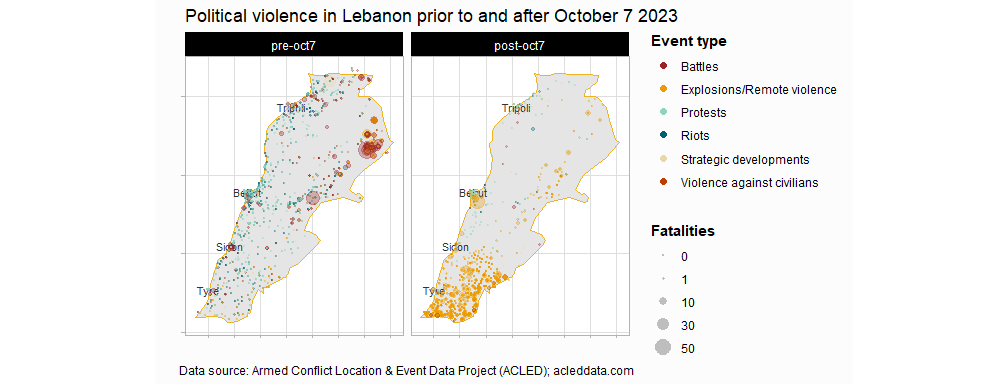 Political violence in Lebanon prior to and after October 7 2023
pre-oct7
post-oct7
Tripoli
Beirut
Sidon
Tyre
Tripoli
Beirut
Sidon
Tyre
Event type
Battles
Explosions/Remote violence
Protests
Riots
Strategic developments
Violence against civilians
Fatalities
0
1
10
30
50
Data source: Armed Conflict Location & Event Data Project (ACLED); acleddata.com